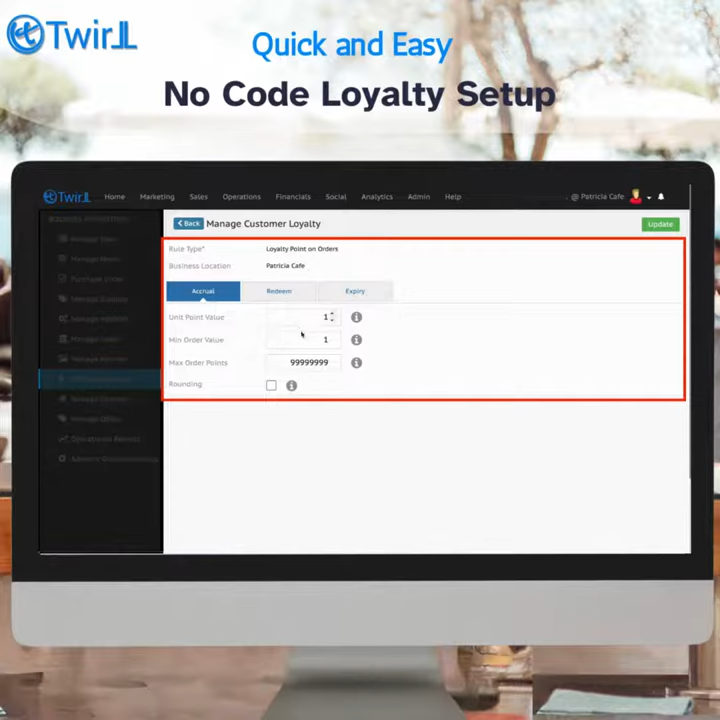 TwirLL
Quick and Easy
No Code Loyalty Setup
TwirLL Home Marketing Sales Operations Financials Social Analytics Admin Help @ Patricia Cafe
Back Manage Customer Loyalty Update
Rule Type* Loyalty Point on Orders
Business Location Patricia Cafe
Accrual Redeem Expiry
Unit Point Value 1
Min Order Value 1
Max Order Points 99999999
Rounding